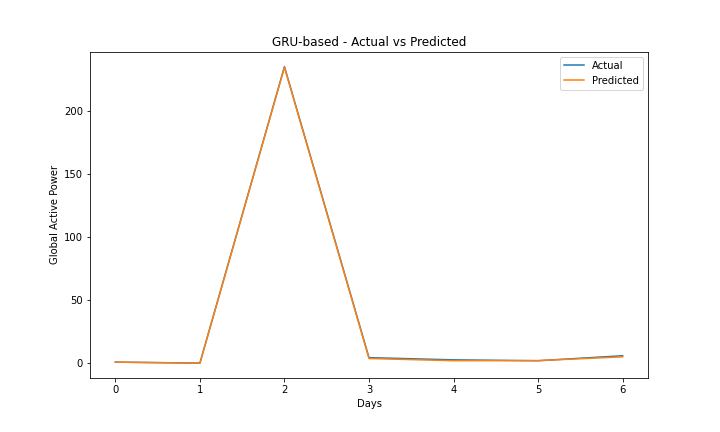 GRU-based - Actual vs Predicted
Actual
Predicted
Global Active Power
200
150
100
50
0
0 1 2 3 4 5 6
Days